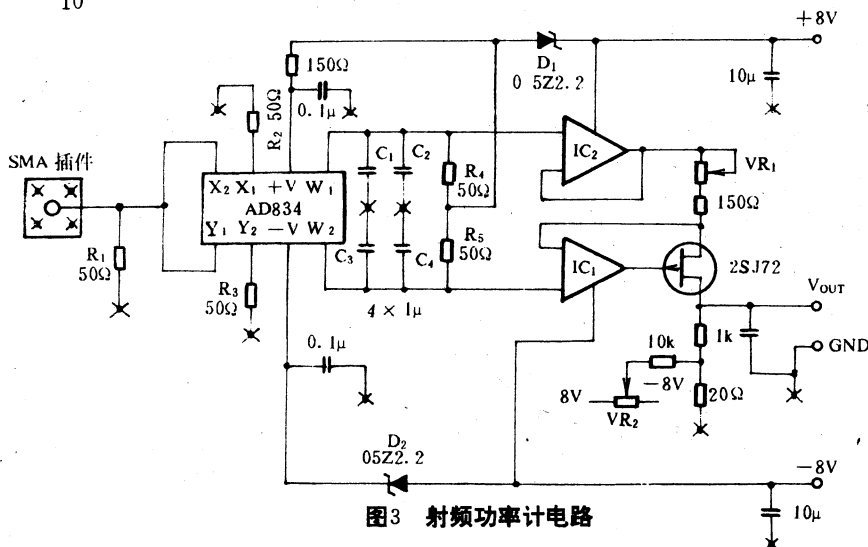 10
+8V
150Ω
D₁
0 5Z2.2
10μ
0.1μ
R₂ 50Ω
SMA 插件
C₁
C₂
R₄
50Ω
IC₂
VR₁
X₂ X₁ +V W₁
AD834
Y₁ Y₂ −V W₂
150Ω
R₁
50Ω
R₃
50Ω
C₃
C₄
R₅
50Ω
IC₁
2SJ72
4 × 1μ
V_OUT
1k
GND
0.1μ
10k
−8V
8V
VR₂
20Ω
D₂
05Z2.2
−8V
10μ
图3 射频功率计电路